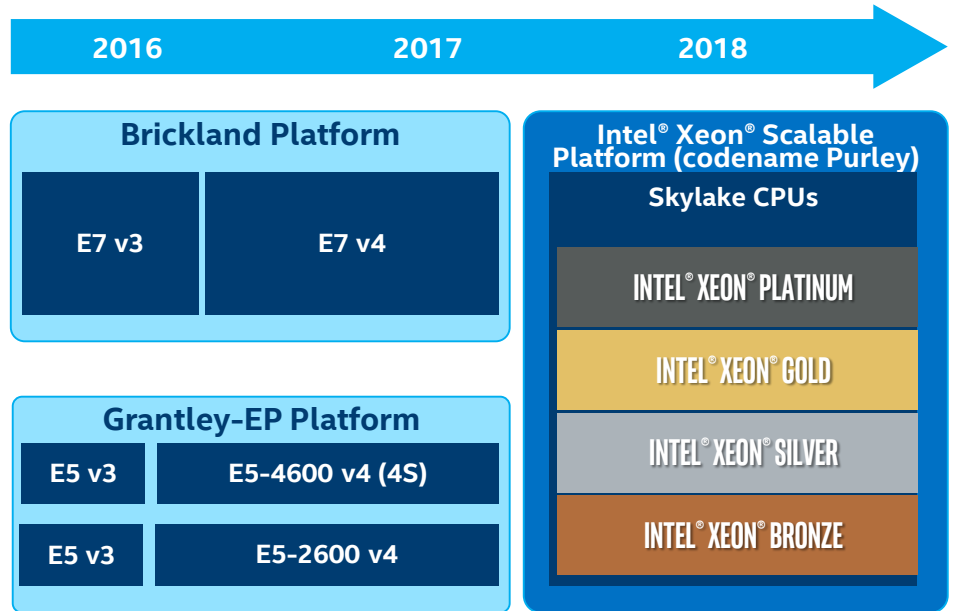 2016 2017 2018
Brickland Platform
E7 v3
E7 v4
Grantley-EP Platform
E5 v3
E5-4600 v4 (4S)
E5 v3
E5-2600 v4
Intel® Xeon® Scalable
Platform (codename Purley)
Skylake CPUs
INTEL® XEON® PLATINUM
INTEL® XEON® GOLD
INTEL® XEON® SILVER
INTEL® XEON® BRONZE